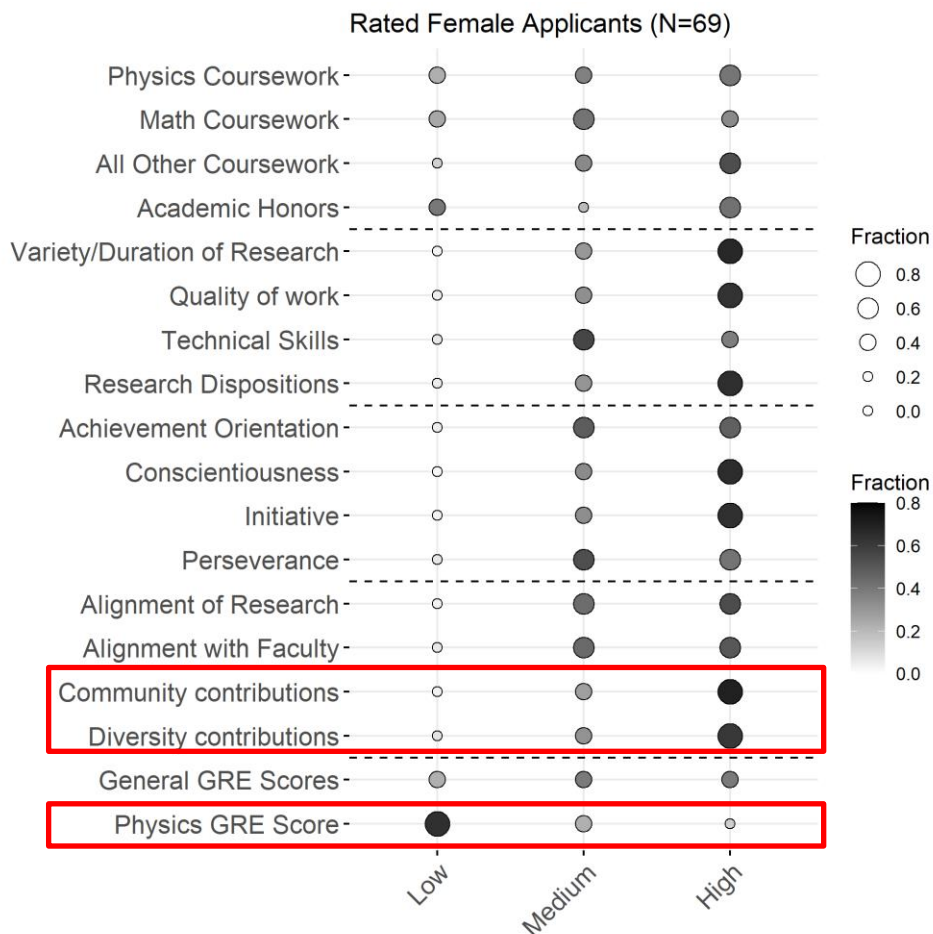 Rated Female Applicants (N=69)
Physics Coursework
Math Coursework
All Other Coursework
Academic Honors
Variety/Duration of Research
Quality of work
Technical Skills
Research Dispositions
Achievement Orientation
Conscientiousness
Initiative
Perseverance
Alignment of Research
Alignment with Faculty
Community contributions
Diversity contributions
General GRE Scores
Physics GRE Score
Low
Medium
High
Fraction
0.8
0.6
0.4
0.2
0.0
Fraction
0.8
0.6
0.4
0.2
0.0